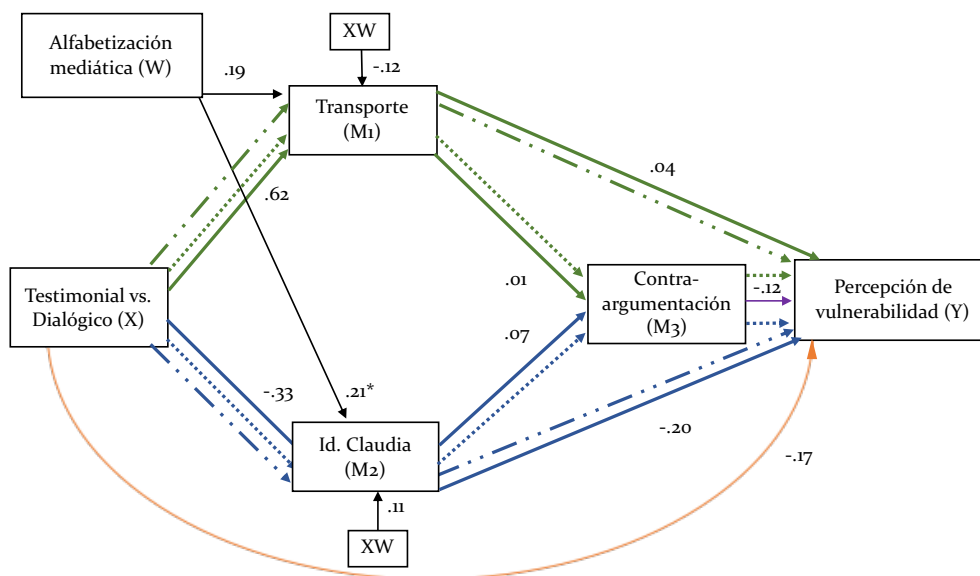 Alfabetización
mediática (W)
XW
.19
-.12
Transporte
(M1)
.62
.04
Testimonial vs.
Dialógico (X)
.01
Contra-
argumentación
(M3)
-.12
Percepción de
vulnerabilidad (Y)
.07
-.33
.21*
Id. Claudia
(M2)
-.20
-.17
.11
XW